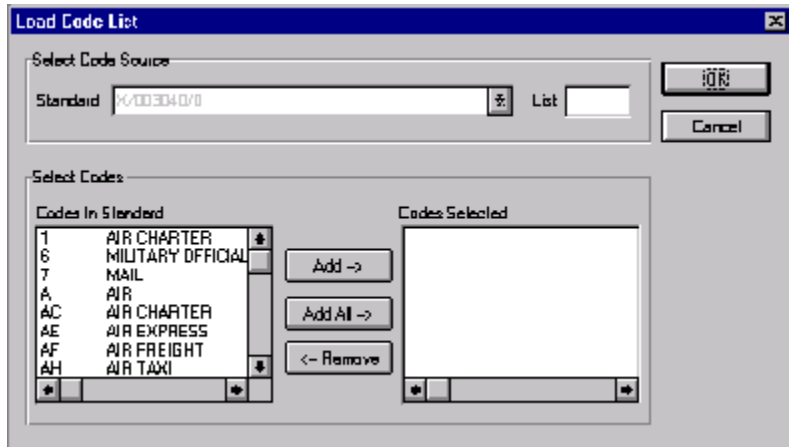 Load Code List
Select Code Source
Standard X/003040/0 List
OK
Cancel
Select Codes
Codes In Standard
Codes Selected
1 AIR CHARTER
6 MILITARY OFFICIAL
7 MAIL
A AIR
AC AIR CHARTER
AE AIR EXPRESS
AF AIR FREIGHT
AH AIR TAXI
Add ->
Add All ->
<- Remove